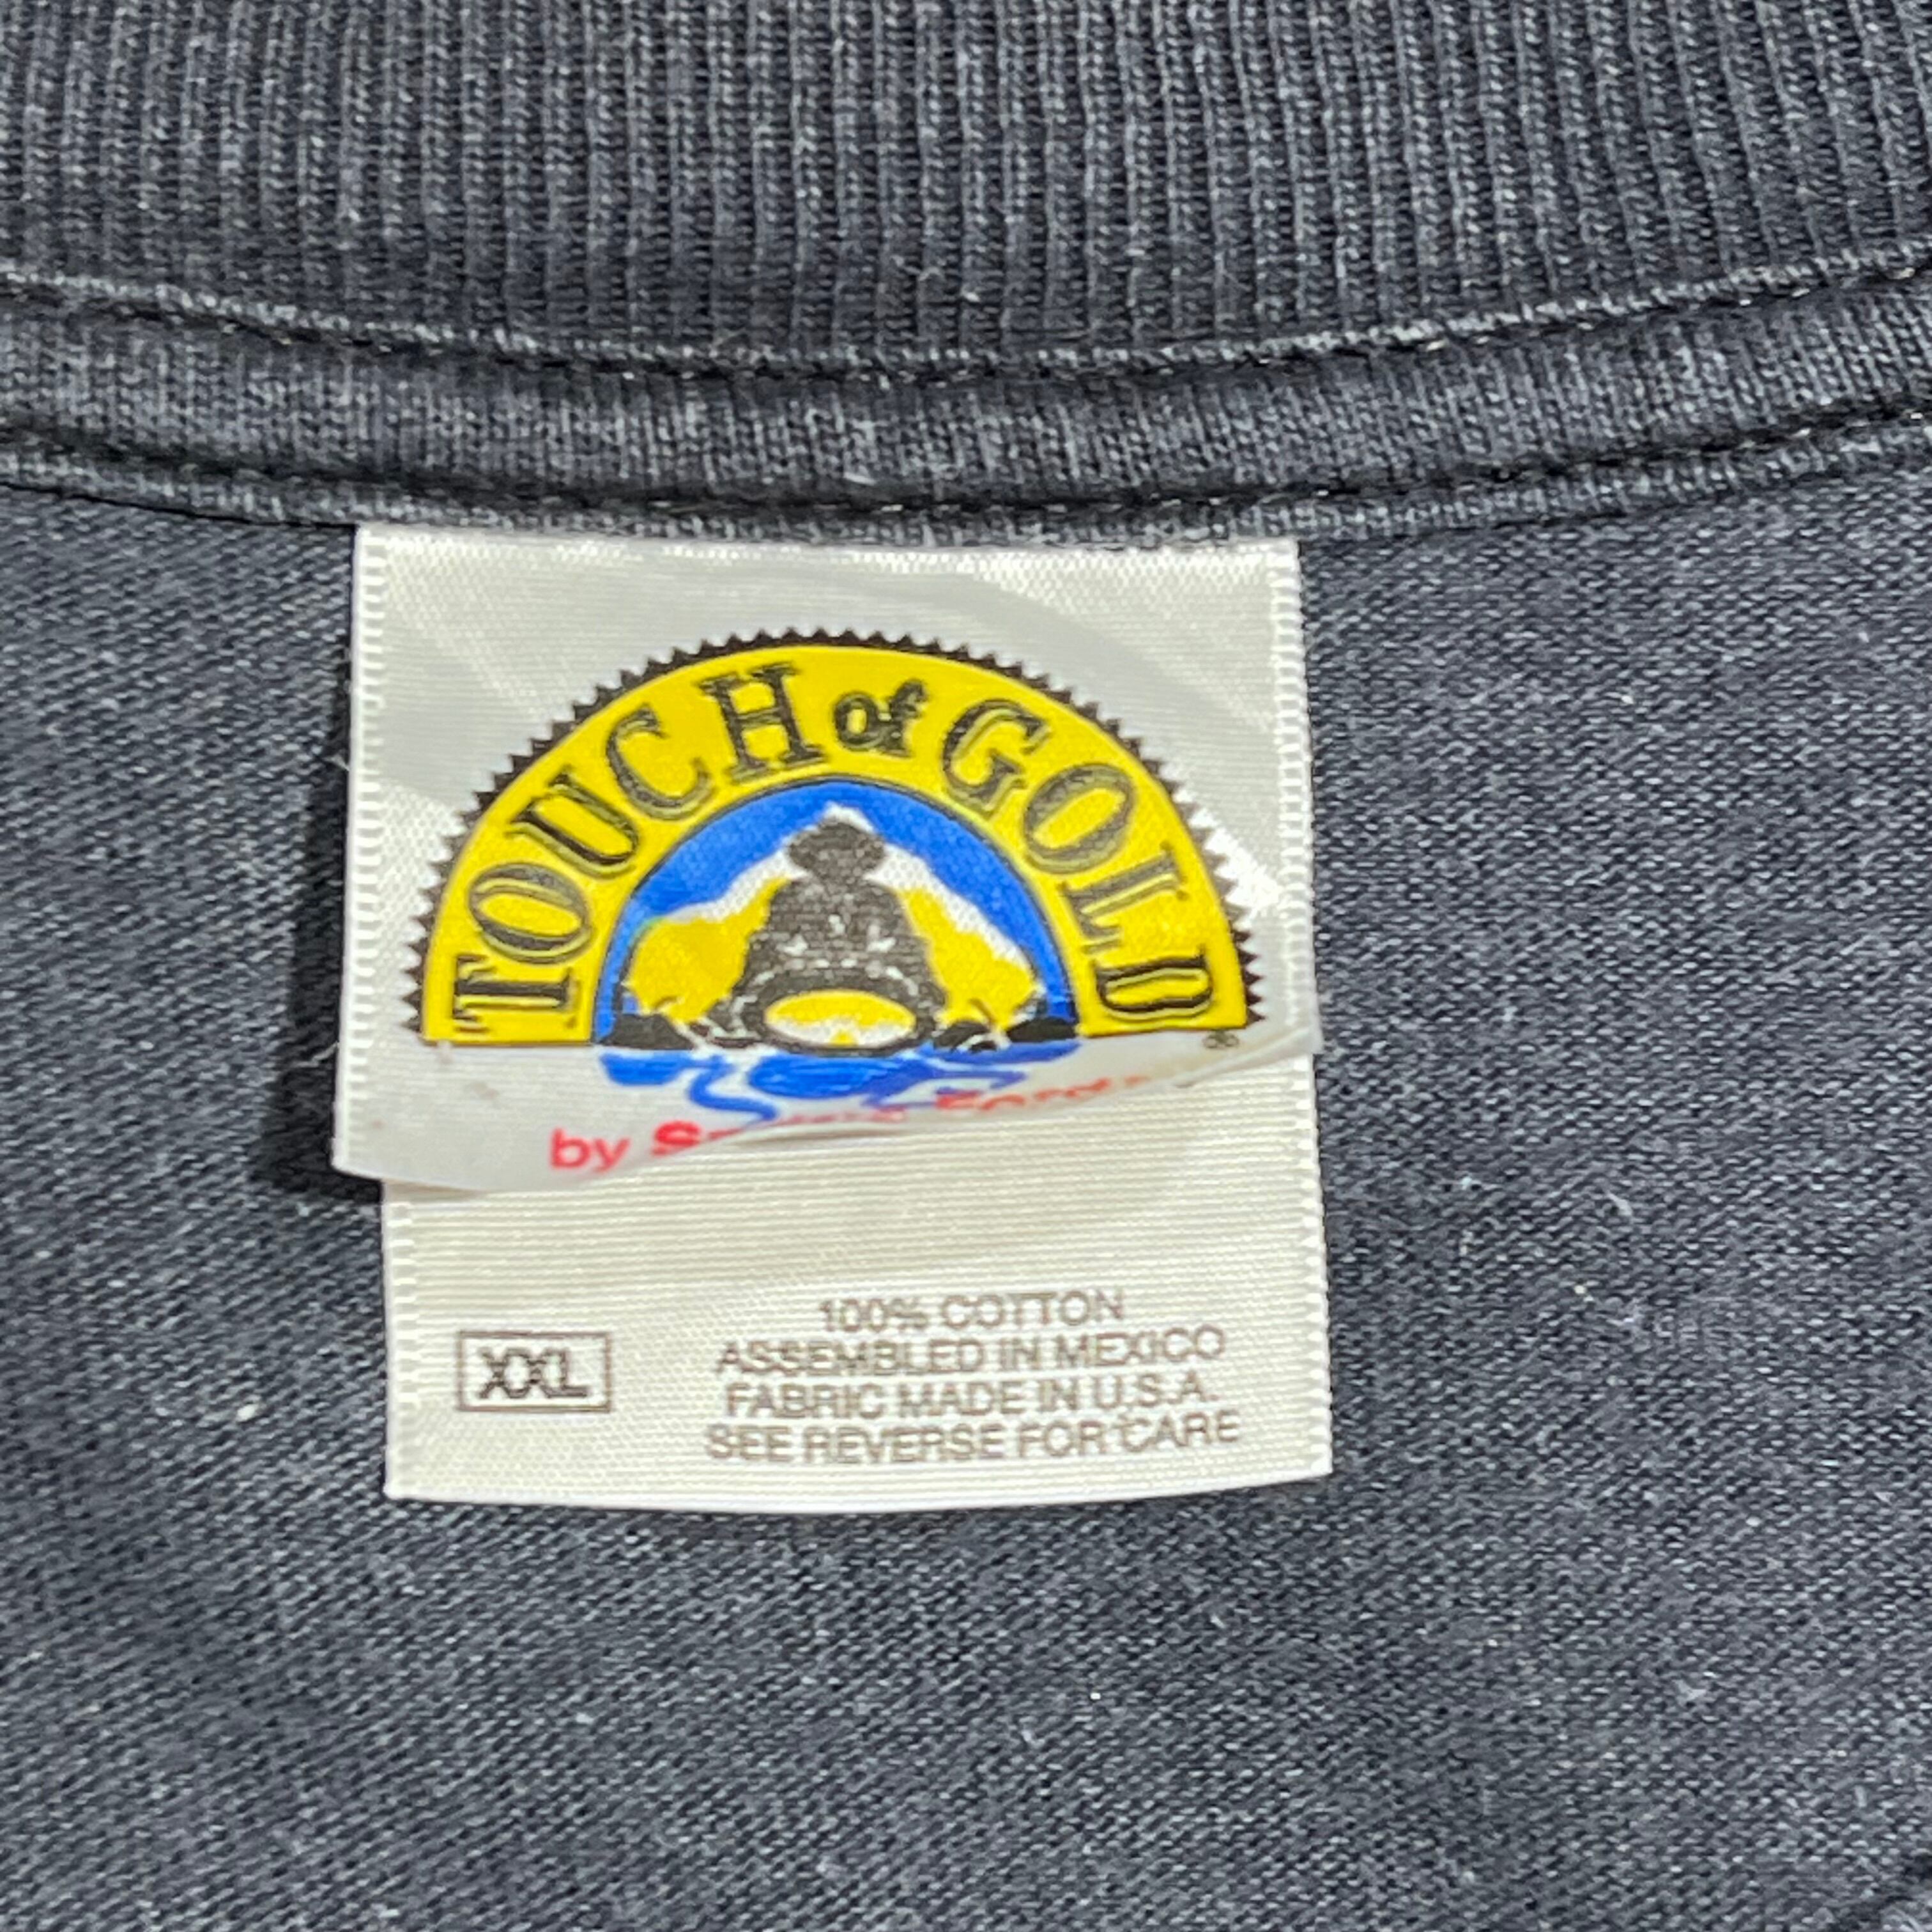 TOUCH of GOLD
®
by
XXL
100% COTTON
ASSEMBLED IN MEXICO
FABRIC MADE IN U.S.A.
SEE REVERSE FOR CARE